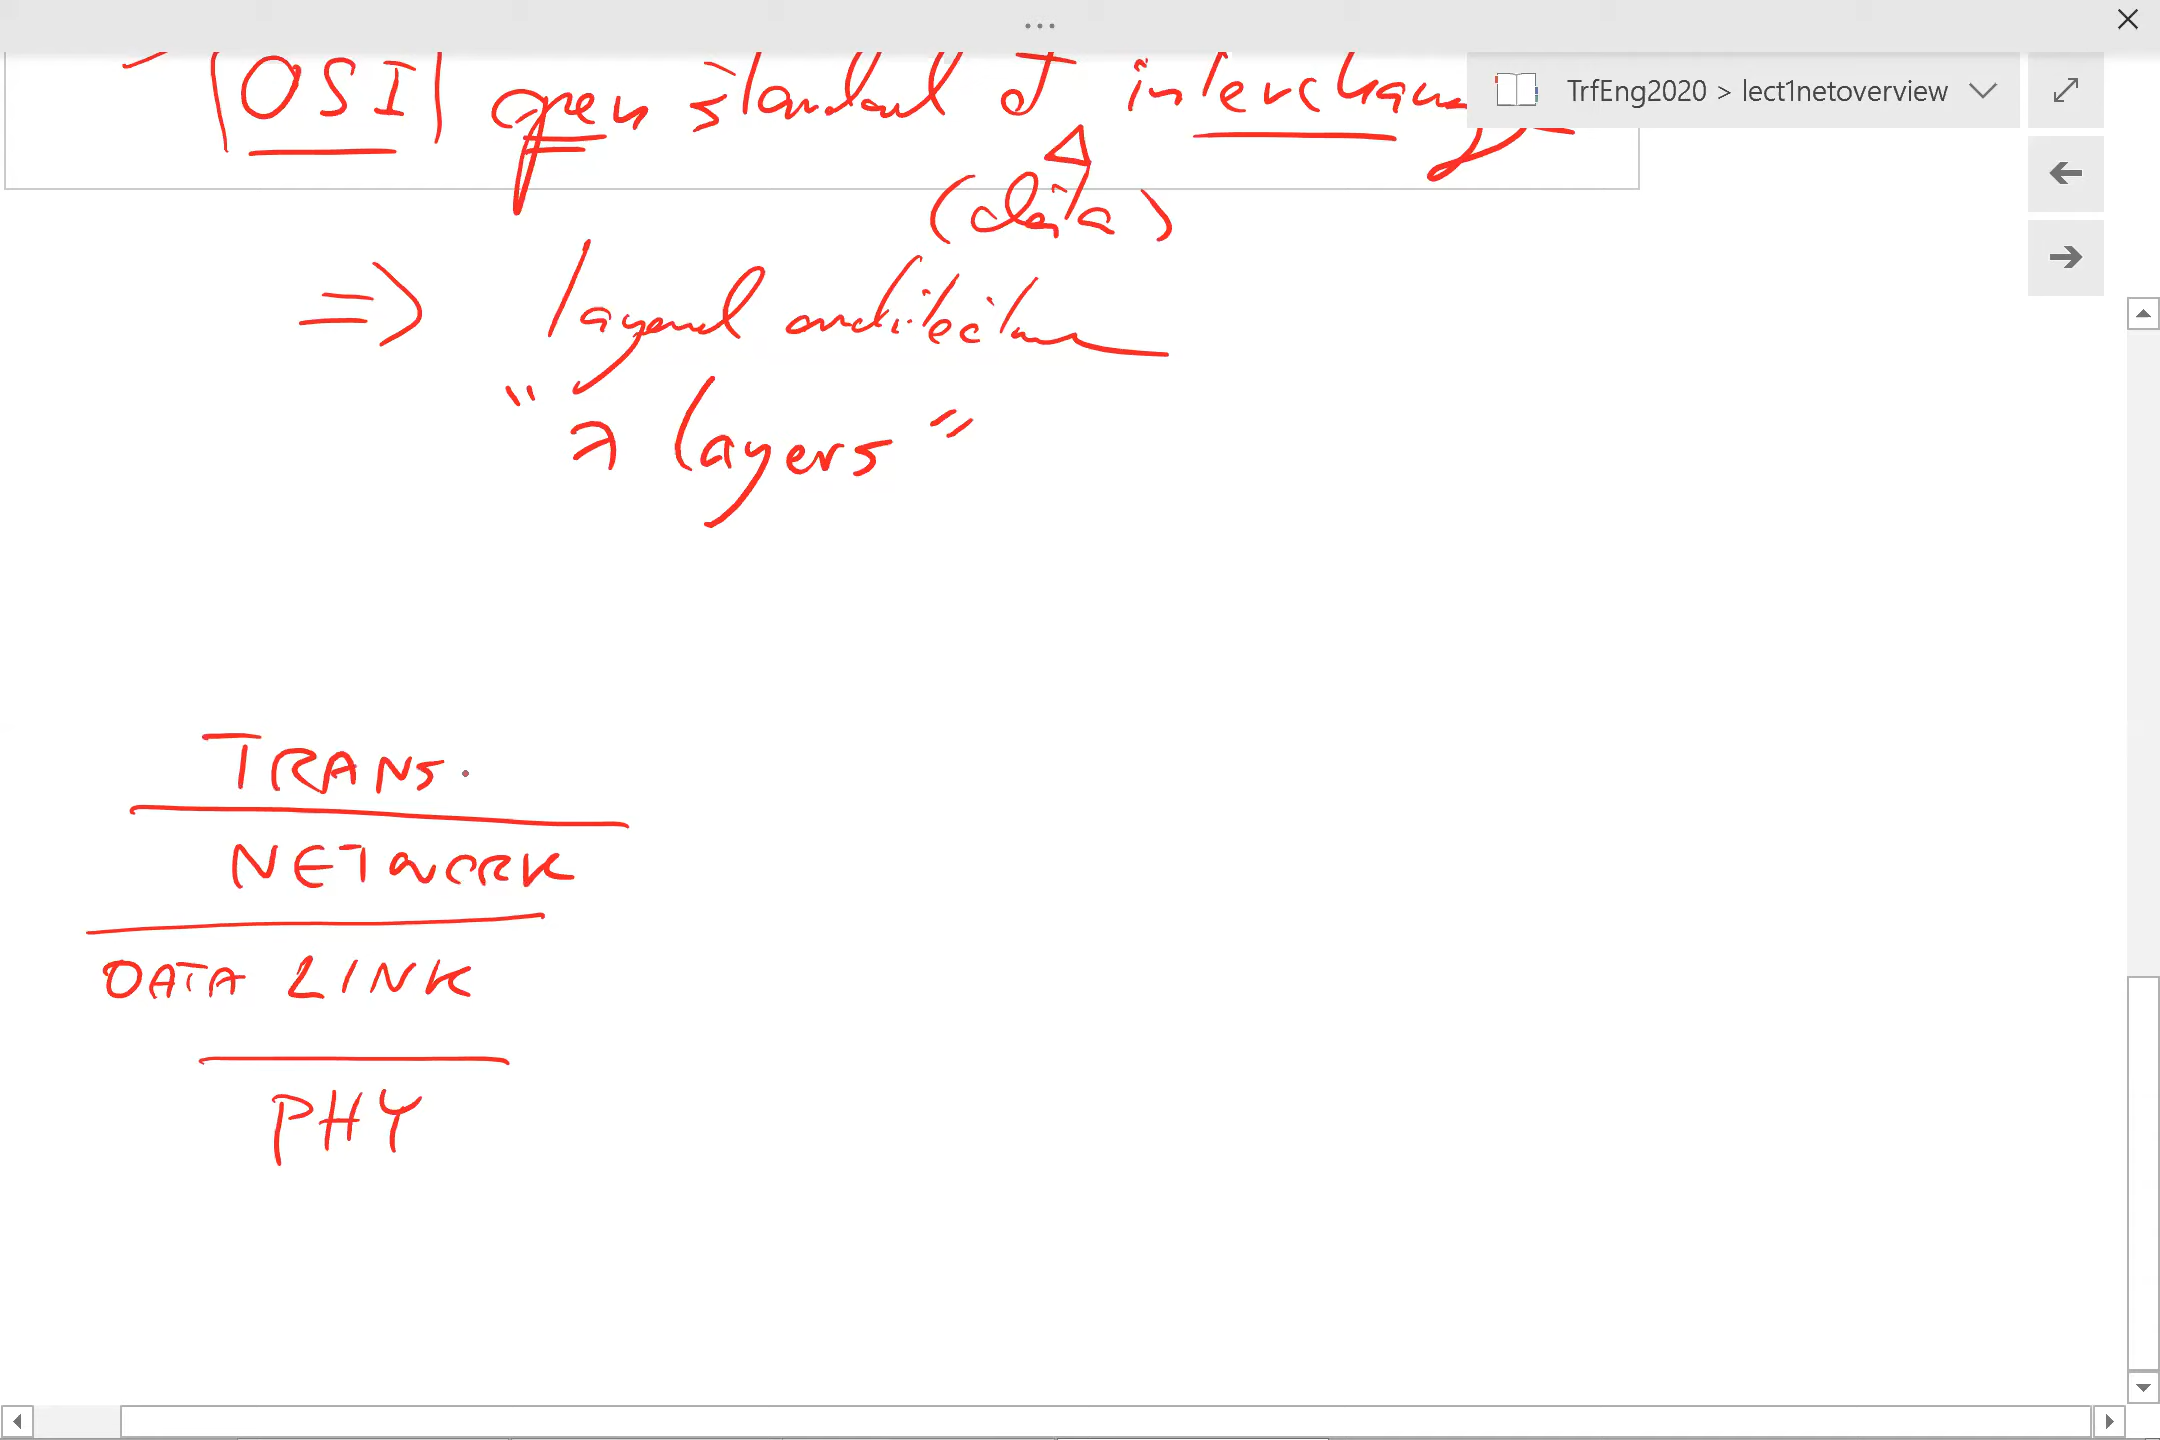 TrfEng2020 > lect1netoverview
OSI open standard of interchange
(data)
=> layered architecture
"7 layers"
TRANS.
NETWORK
DATA LINK
PHY